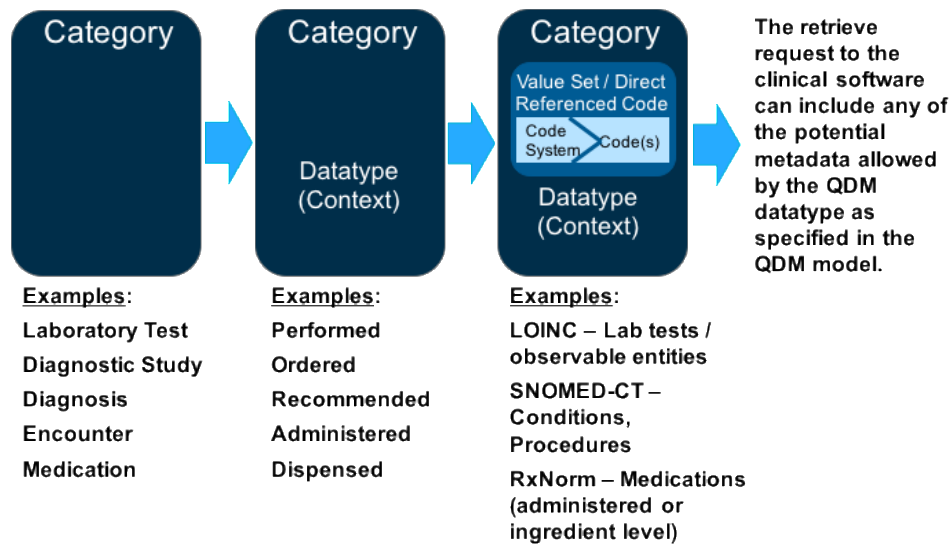 Category
Examples:
Laboratory Test
Diagnostic Study
Diagnosis
Encounter
Medication
Category
Datatype
(Context)
Examples:
Performed
Ordered
Recommended
Administered
Dispensed
Category
Value Set / Direct
Referenced Code
Code
System
Code(s)
Datatype
(Context)
Examples:
LOINC – Lab tests /
observable entities
SNOMED-CT –
Conditions,
Procedures
RxNorm – Medications
(administered or
ingredient level)
The retrieve
request to the
clinical software
can include any of
the potential
metadata allowed
by the QDM
datatype as
specified in the
QDM model.